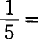 1/5 =